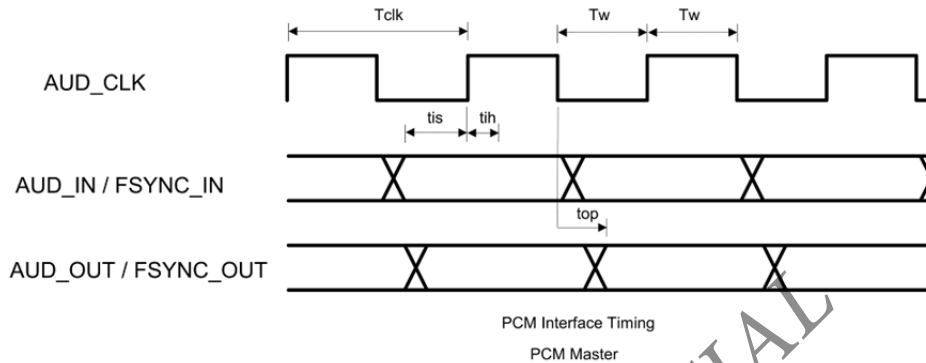 Tclk
Tw
Tw
AUD_CLK
tis
tih
AUD_IN / FSYNC_IN
top
AUD_OUT / FSYNC_OUT
PCM Interface Timing
PCM Master